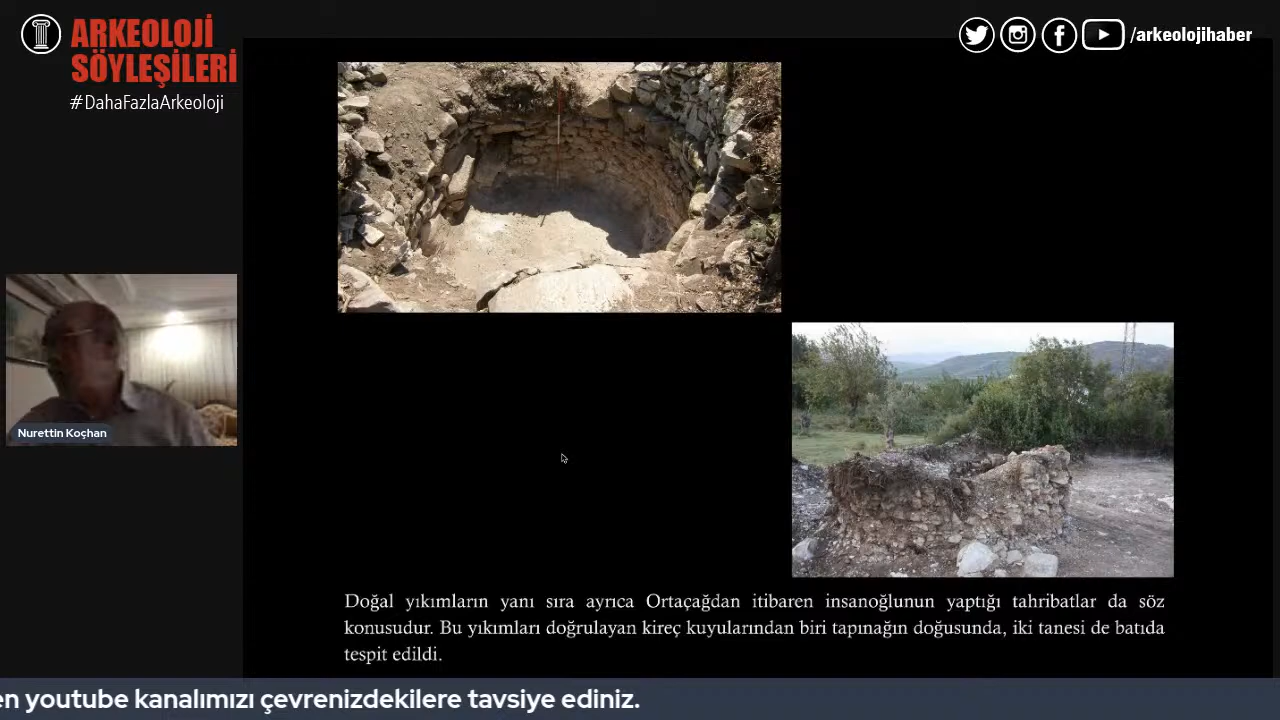 ARKEOLOJİ
SÖYLEŞİLERİ
#DahaFazlaArkeoloji
/arkeolojihaber
Nurettin Koçhan
Doğal yıkımların yanı sıra ayrıca Ortaçağdan itibaren insanoğlunun yaptığı tahribatlar da söz
konusudur. Bu yıkımları doğrulayan kireç kuyularından biri tapınağın doğusunda, iki tanesi de batıda
tespit edildi.
en youtube kanalımızı çevrenizdekilere tavsiye ediniz.